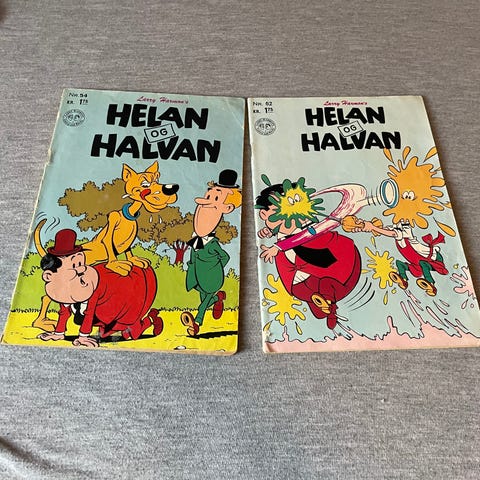 NR. 54
KR. 1.75
Larry Harmon's
HELAN
OG
HALVAN
NR. 62
KR. 1.75
Larry Harmon's
HELAN
OG
HALVAN